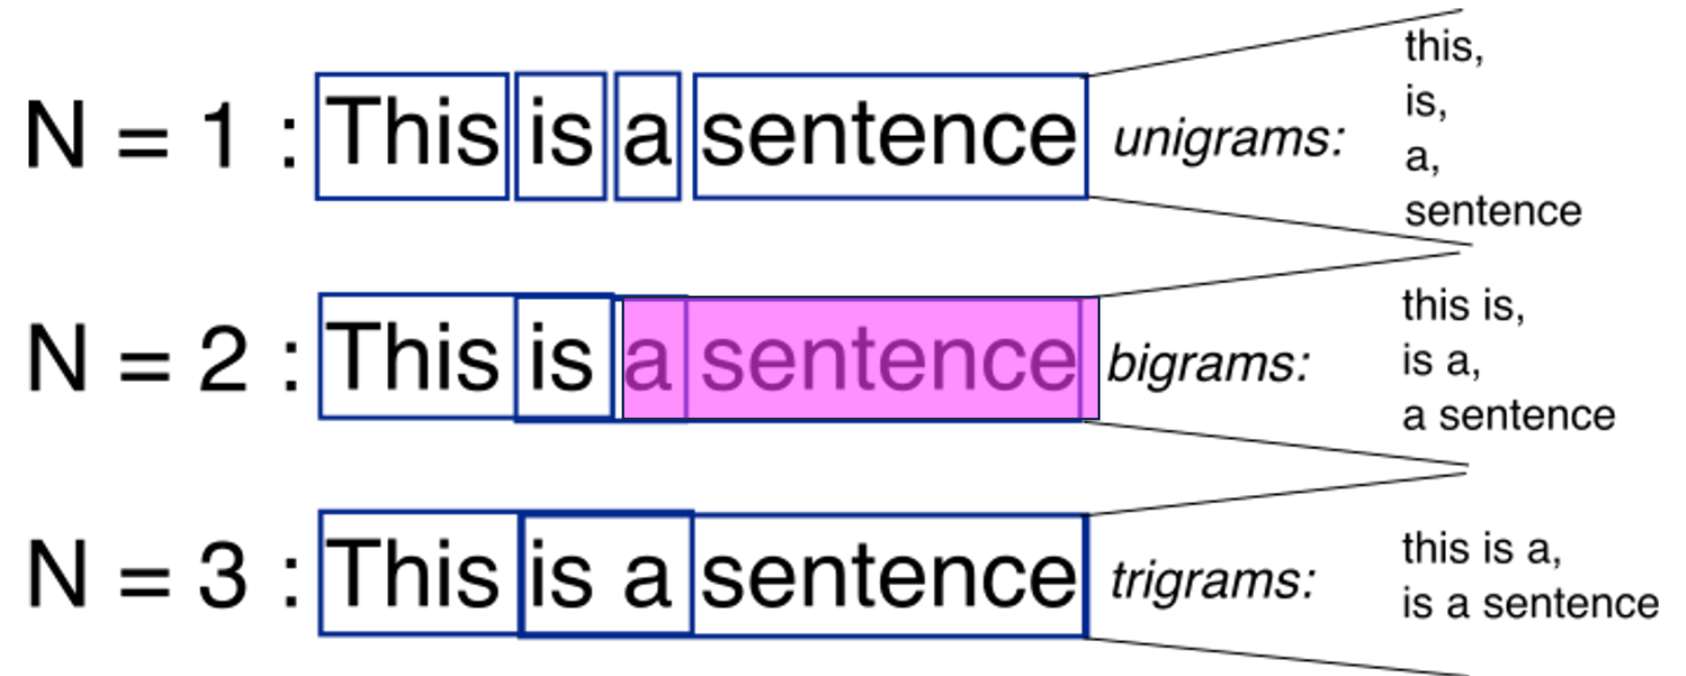 N = 1 : This is a sentence unigrams:
this,
is,
a,
sentence
N = 2 : This is a sentence bigrams:
this is,
is a,
a sentence
N = 3 : This is a sentence trigrams:
this is a,
is a sentence